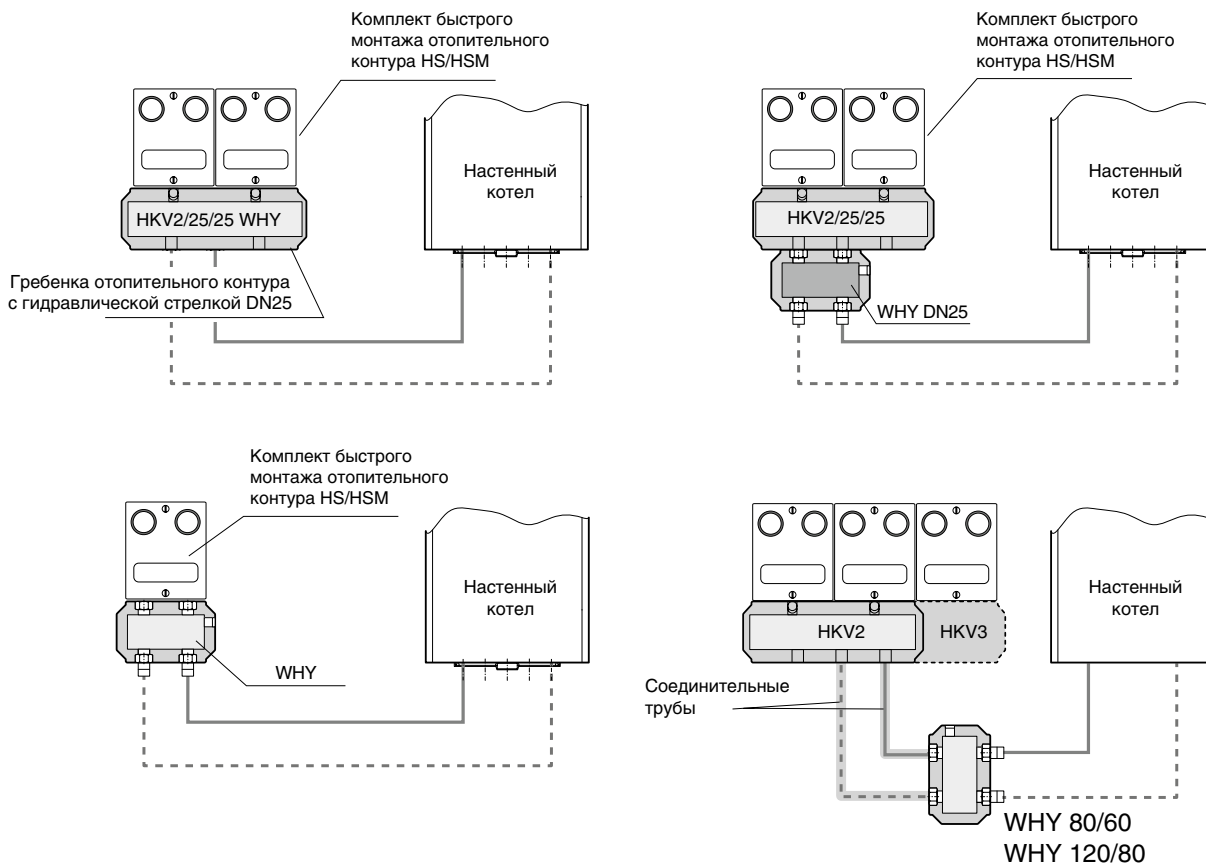 Комплект быстрого
монтажа отопительного
контура HS/HSM
Настенный
котел
HKV2/25/25 WHY
Гребенка отопительного контура
с гидравлической стрелкой DN25
Комплект быстрого
монтажа отопительного
контура HS/HSM
Настенный
котел
HKV2/25/25
WHY DN25
Комплект быстрого
монтажа отопительного
контура HS/HSM
Настенный
котел
WHY
Настенный
котел
HKV2
HKV3
Соединительные
трубы
WHY 80/60
WHY 120/80